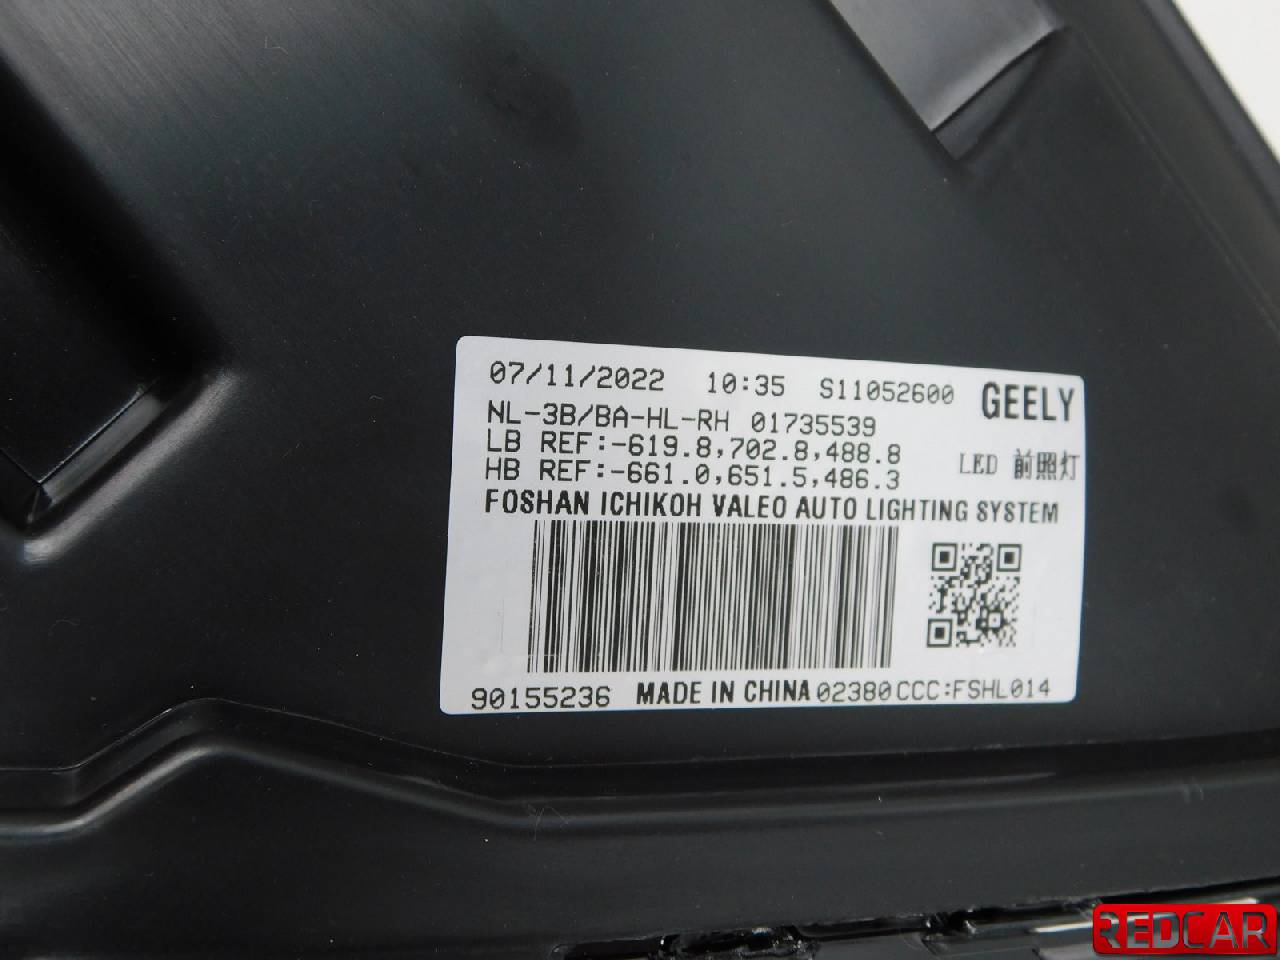 07/11/2022 10:35 S11052600 GEELY
NL-3B/BA-HL-RH 01735539
LB REF:-619.8,702.8,488.8
HB REF:-661.0,651.5,486.3
LED 前照灯
FOSHAN ICHIKOH VALEO AUTO LIGHTING SYSTEM
90155236 MADE IN CHINA 02380 CCC:FSHL014
REDCAR